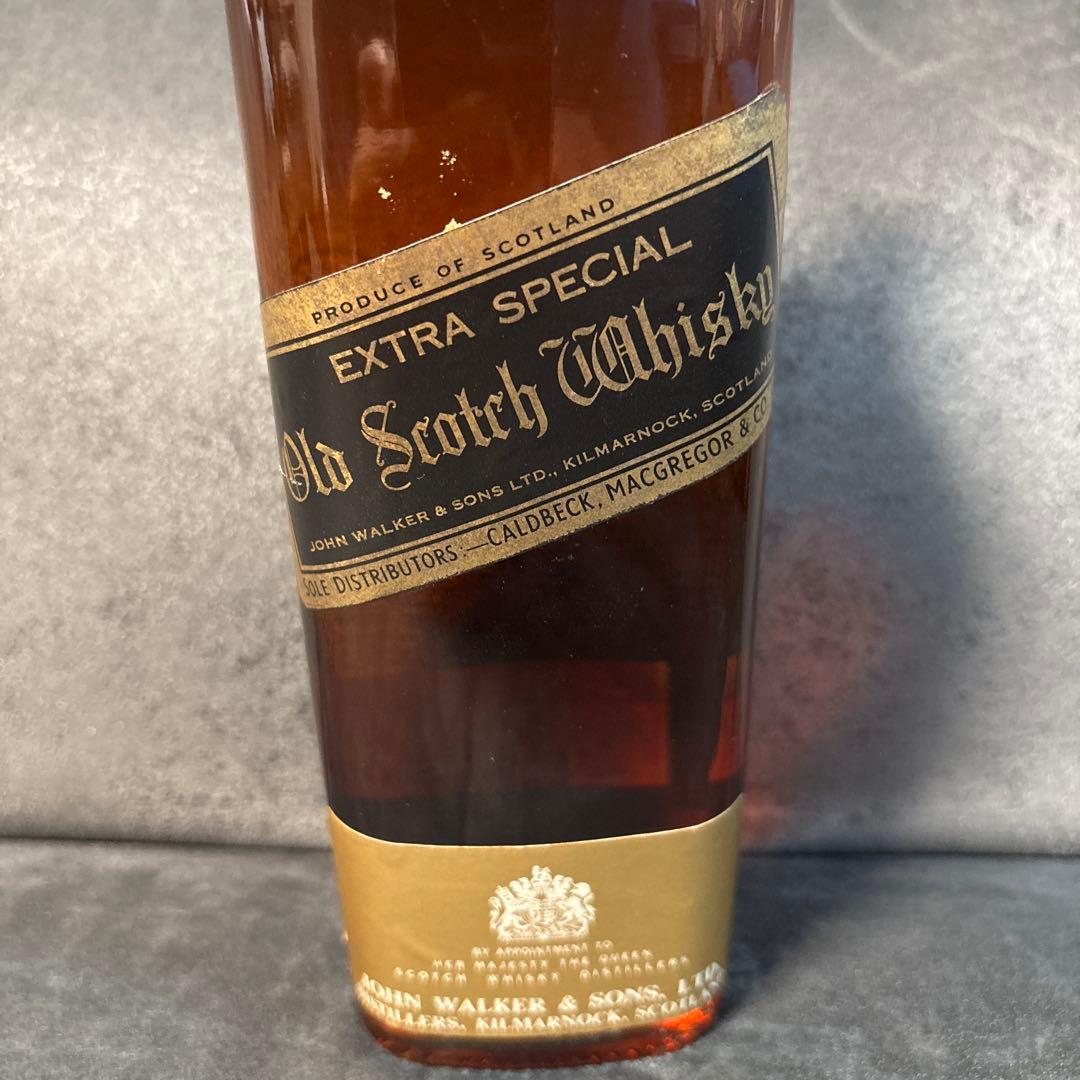 PRODUCE OF SCOTLAND
EXTRA SPECIAL
Old Scotch Whisky
JOHN WALKER & SONS LTD., KILMARNOCK, SCOTLAND
SOLE DISTRIBUTORS:—CALDBECK, MACGREGOR & CO
BY APPOINTMENT TO
HER MAJESTY THE QUEEN
SCOTCH WHISKY DISTILLERS
JOHN WALKER & SONS, LTD.
DISTILLERS, KILMARNOCK, SCOTLAND